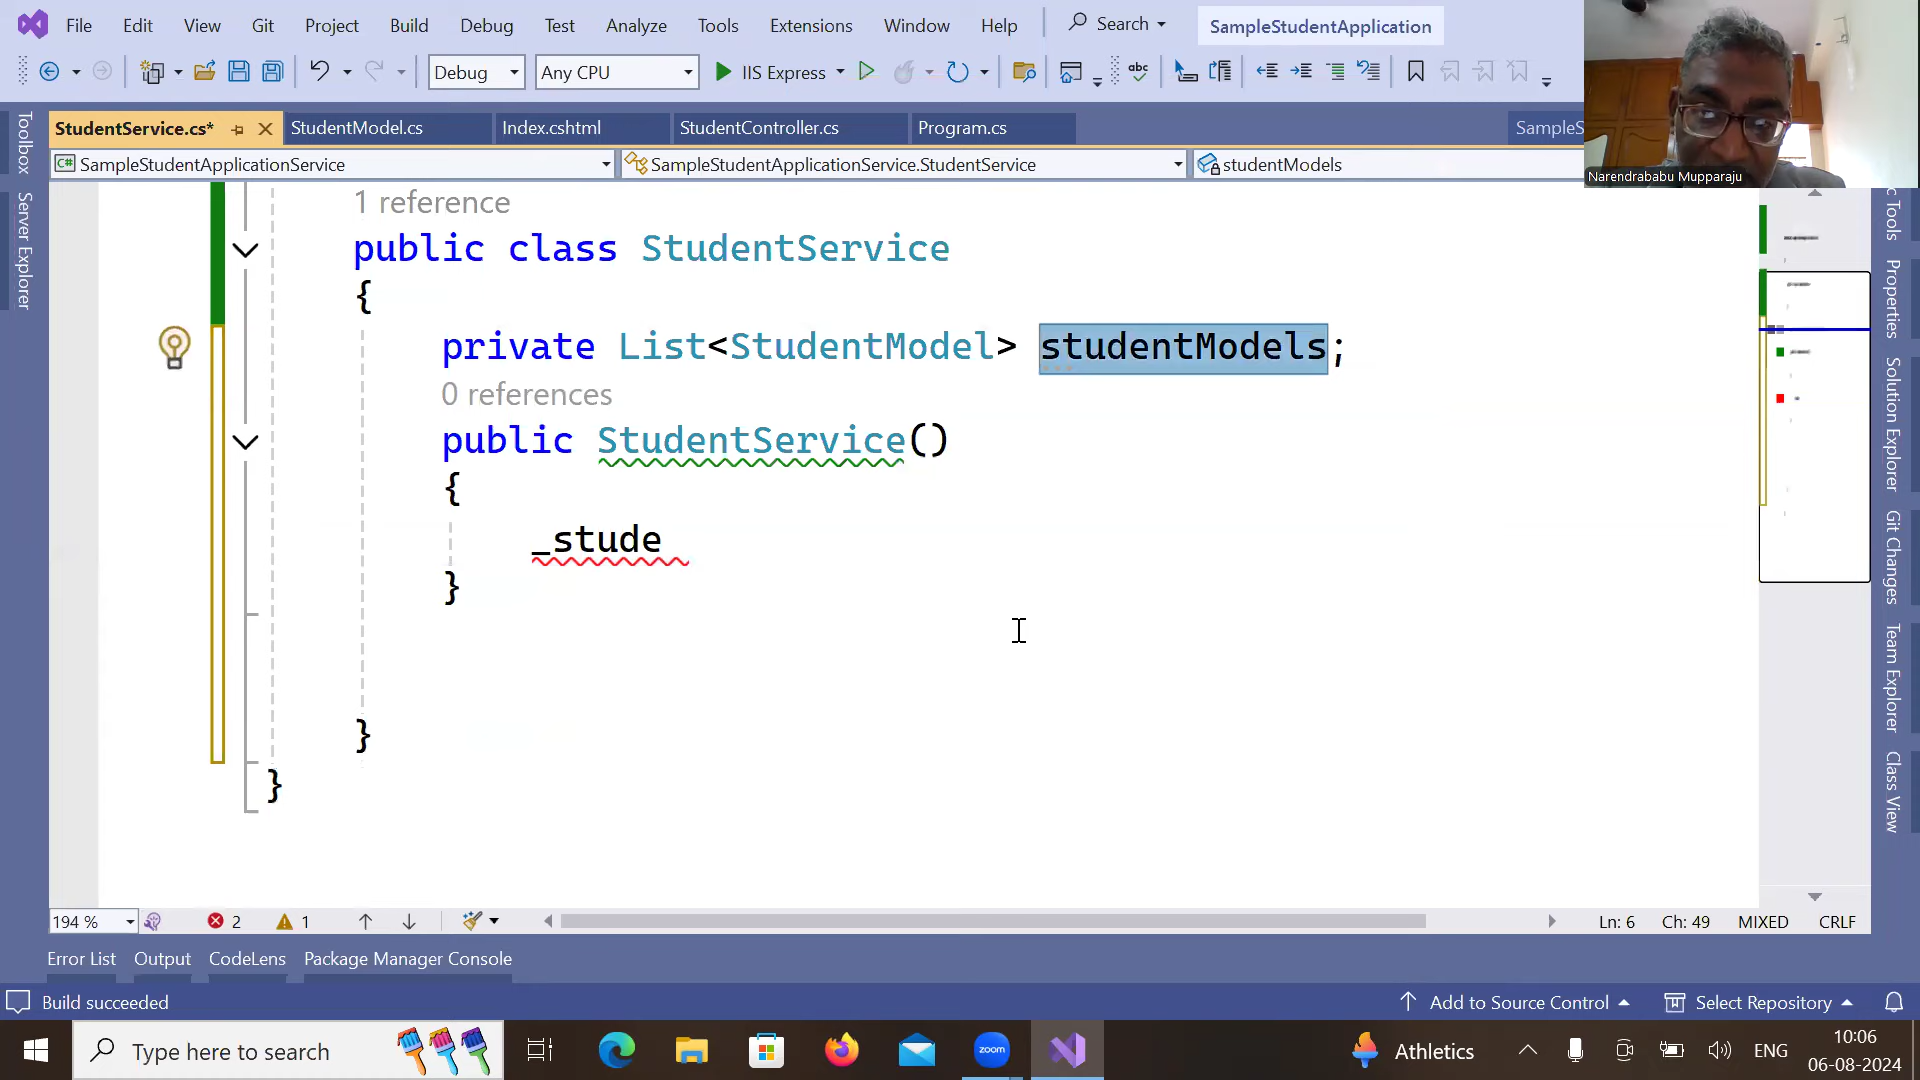 File Edit View Git Project Build Debug Test Analyze Tools Extensions Window Help Search SampleStudentApplication
Debug Any CPU IIS Express
StudentService.cs* StudentModel.cs Index.cshtml StudentController.cs Program.cs SampleS
SampleStudentApplicationService SampleStudentApplicationService.StudentService studentModels
Narendrababu Mupparaju
Toolbox
Server Explorer
1 reference
public class StudentService
{
private List<StudentModel> studentModels;
0 references
public StudentService()
{
_stude
}
}
}
c Tools
Properties
Solution Explorer
Git Changes
Team Explorer
Class View
194 % 2 1 Ln: 6 Ch: 49 MIXED CRLF
Error List Output CodeLens Package Manager Console
Build succeeded Add to Source Control Select Repository
Type here to search zoom Athletics ENG 10:06
06-08-2024